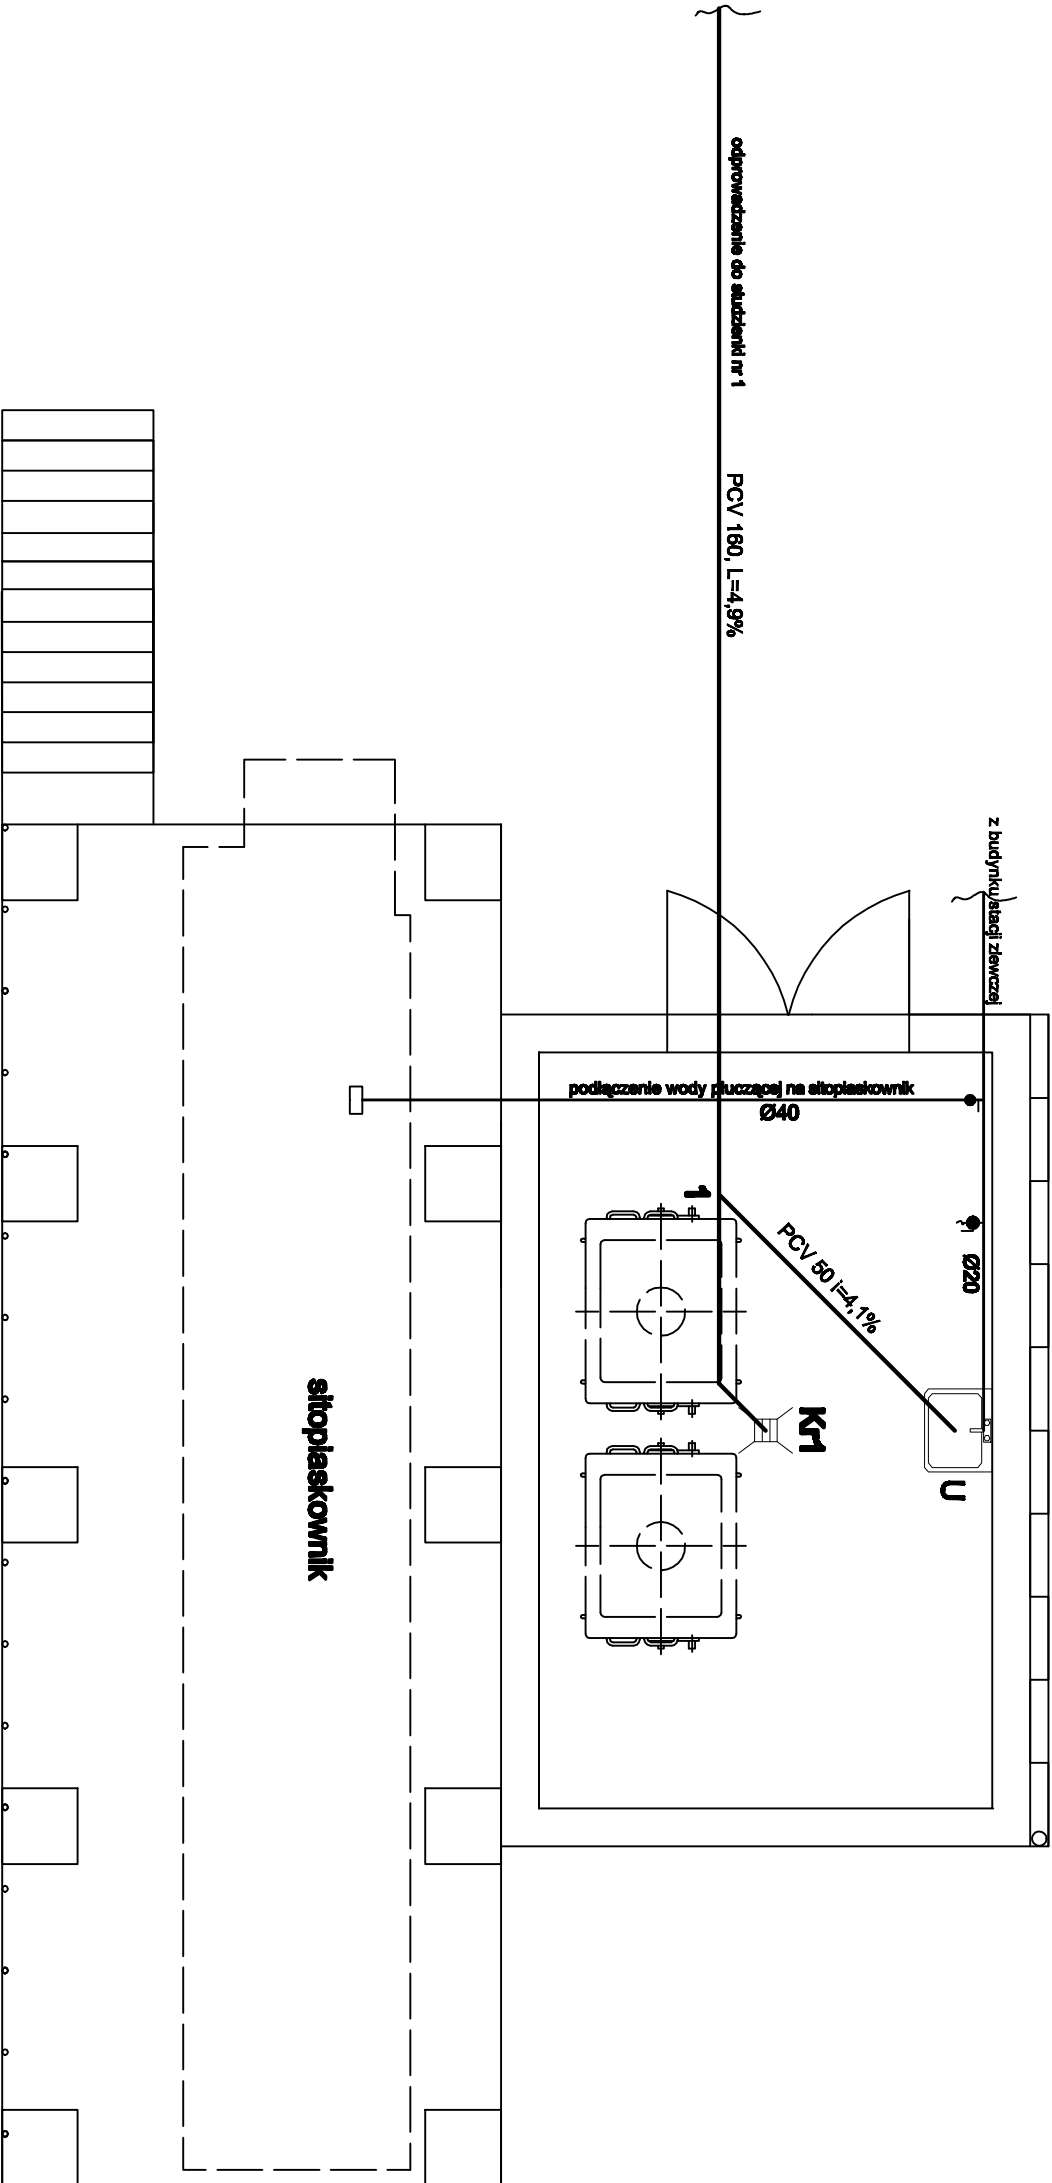 odprowadzenie do studzienki nr 1
PCV 160, L=4,9%
z budynku stacji zlewczej
podłączenie wody płuczącej na sitopiaskownik
Ø40
1
PCV 50 i=4,1%
Ø20
Kr1
U
sitopiaskownik